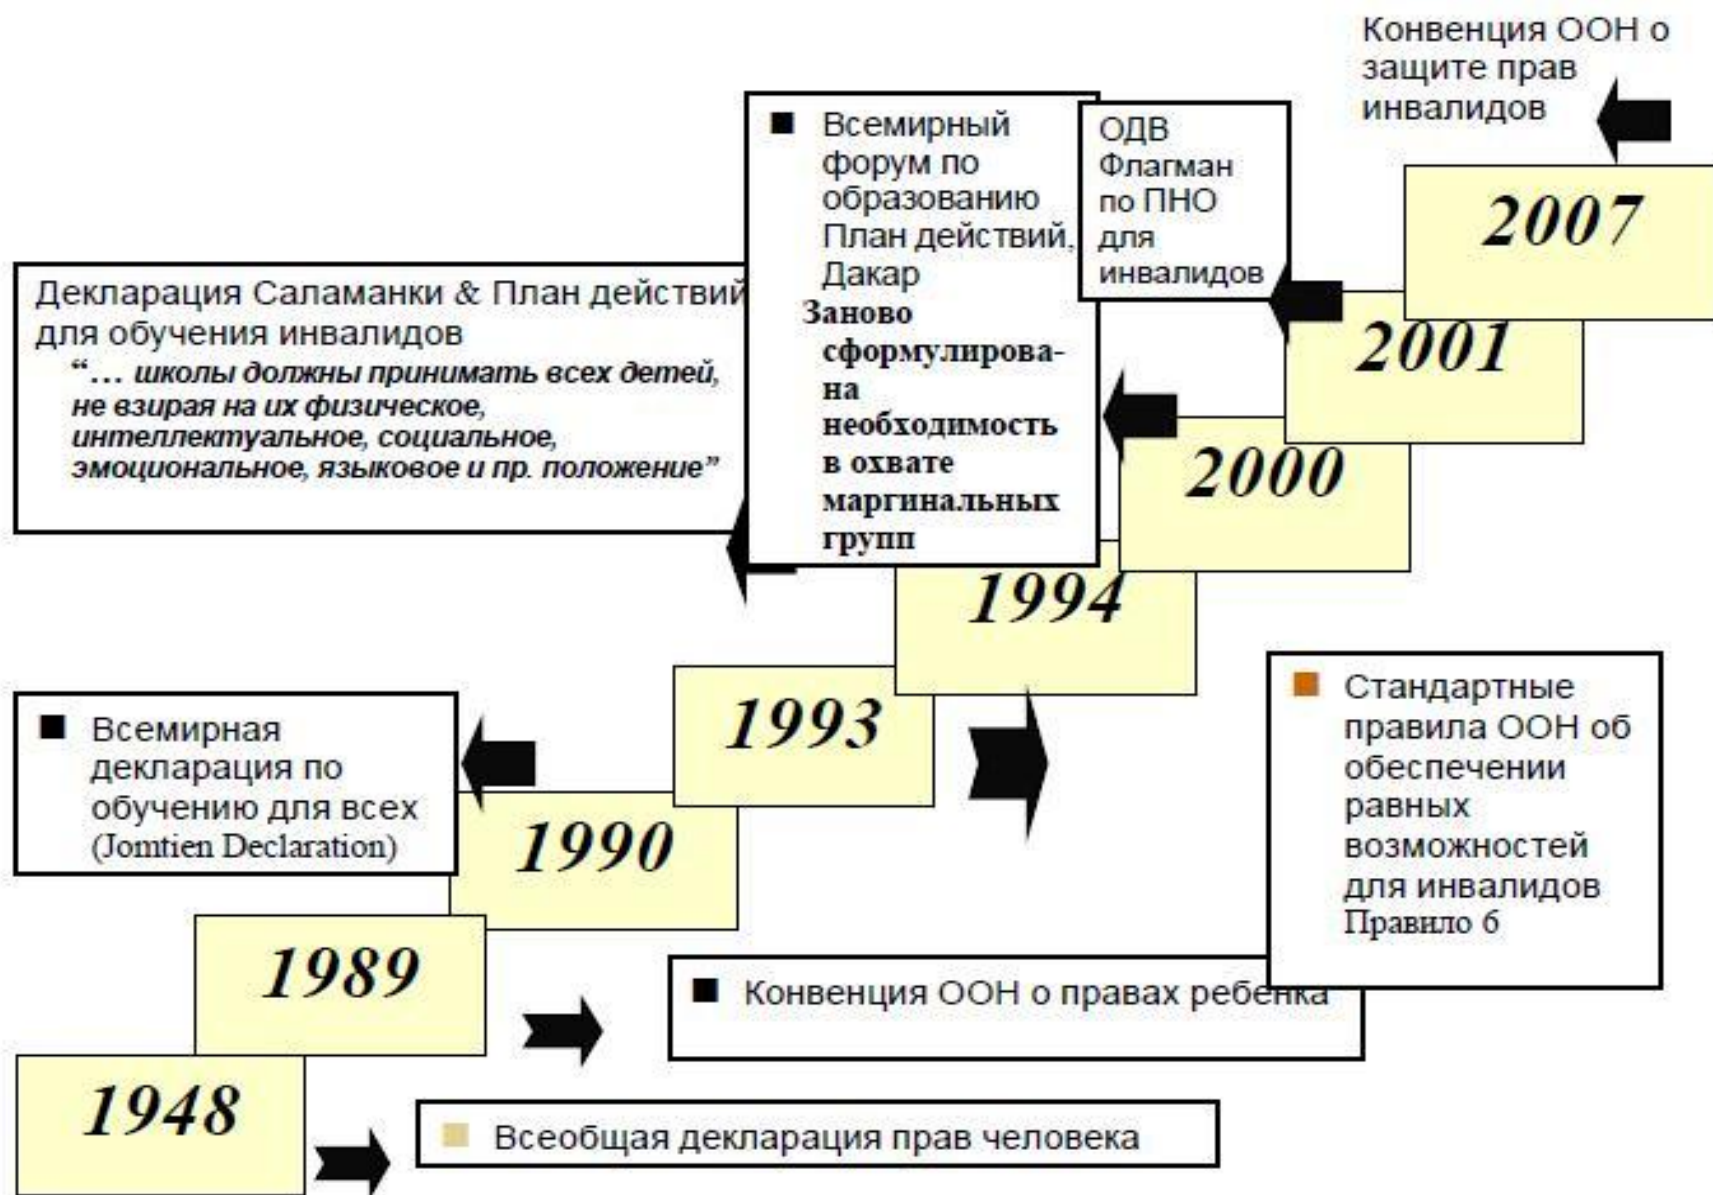 Конвенция ООН о
защите прав
инвалидов
2007
ОДВ
Флагман
по ПНО
для
инвалидов
2001
Всемирный
форум по
образованию
План действий,
Дакар
Заново
сформулирова-
на
необходимость
в охвате
маргинальных
групп
2000
Декларация Саламанки & План действий
для обучения инвалидов
“… школы должны принимать всех детей,
не взирая на их физическое,
интеллектуальное, социальное,
эмоциональное, языковое и пр. положение”
1994
1993
Стандартные
правила ООН об
обеспечении
равных
возможностей
для инвалидов
Правило 6
Всемирная
декларация по
обучению для всех
(Jomtien Declaration)
1990
1989
Конвенция ООН о правах ребенка
1948
Всеобщая декларация прав человека